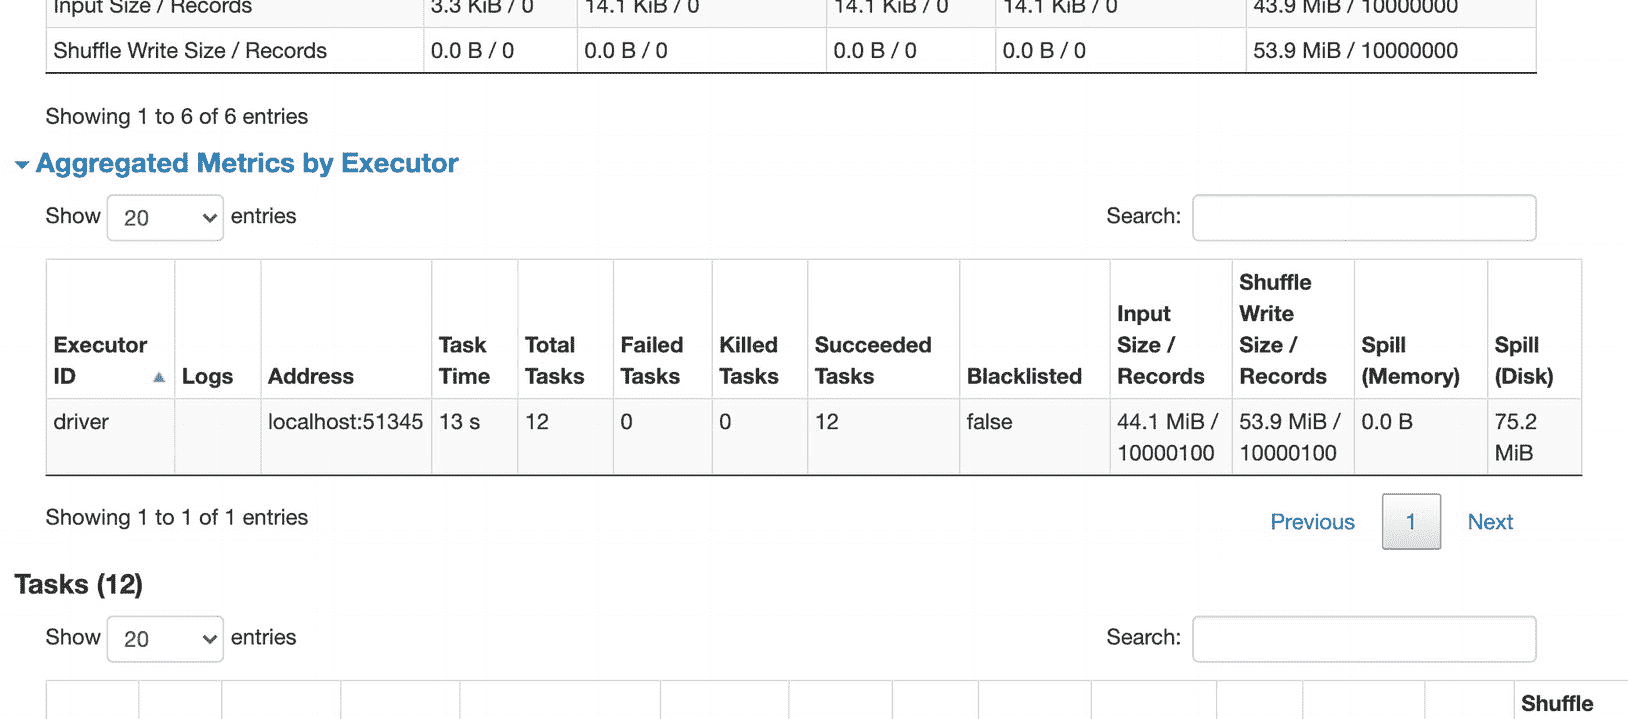 Input Size / Records 3.3 KiB / 0 14.1 KiB / 0 14.1 KiB / 0 14.1 KiB / 0 43.9 MiB / 10000000
Shuffle Write Size / Records 0.0 B / 0 0.0 B / 0 0.0 B / 0 0.0 B / 0 53.9 MiB / 10000000
Showing 1 to 6 of 6 entries
Aggregated Metrics by Executor
Show 20 entries Search:
Executor ID Logs Address Task Time Total Tasks Failed Tasks Killed Tasks Succeeded Tasks Blacklisted Input Size / Records Shuffle Write Size / Records Spill (Memory) Spill (Disk)
driver localhost:51345 13 s 12 0 0 12 false 44.1 MiB / 10000100 53.9 MiB / 10000100 0.0 B 75.2 MiB
Showing 1 to 1 of 1 entries Previous 1 Next
Tasks (12)
Show 20 entries Search:
Shuffle